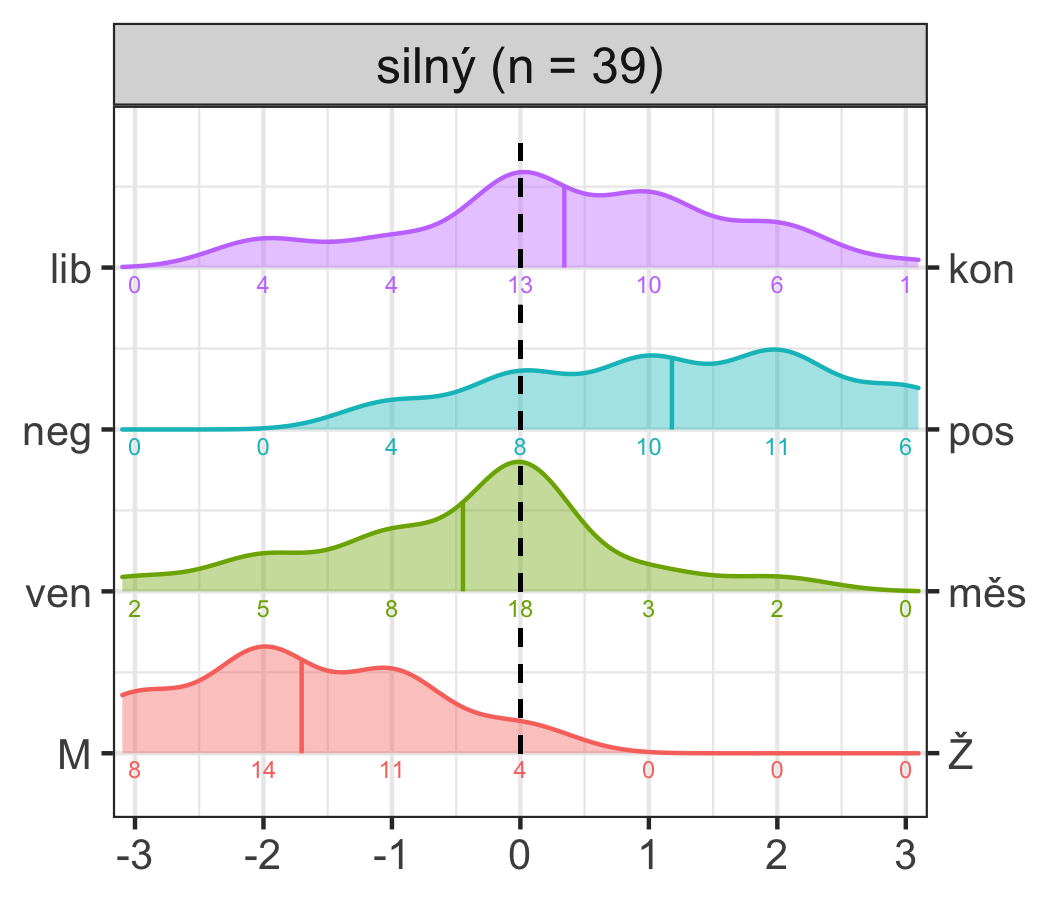 silný (n = 39)
lib kon
0 4 4 13 10 6 1
neg pos
0 0 4 8 10 11 6
ven měs
2 5 8 18 3 2 0
M Ž
8 14 11 4 0 0 0
-3 -2 -1 0 1 2 3